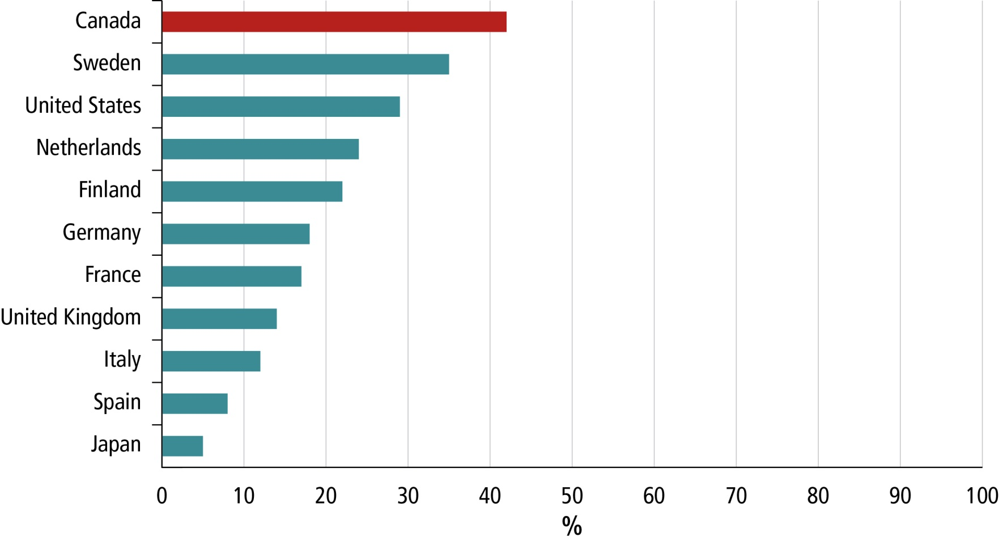 Canada
Sweden
United States
Netherlands
Finland
Germany
France
United Kingdom
Italy
Spain
Japan
0 10 20 30 40 50 60 70 80 90 100
%